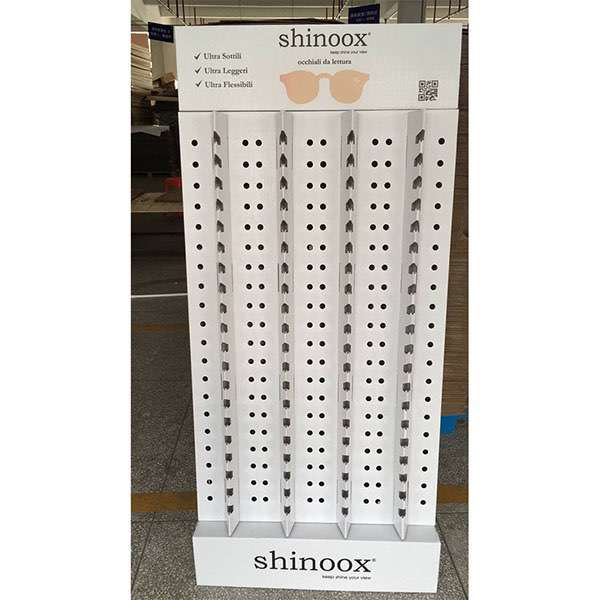 shinoox®
keep shine your view
✓ Ultra Sottili
occhiali da lettura
✓ Ultra Leggeri
✓ Ultra Flessibili
shinoox®
keep shine your view